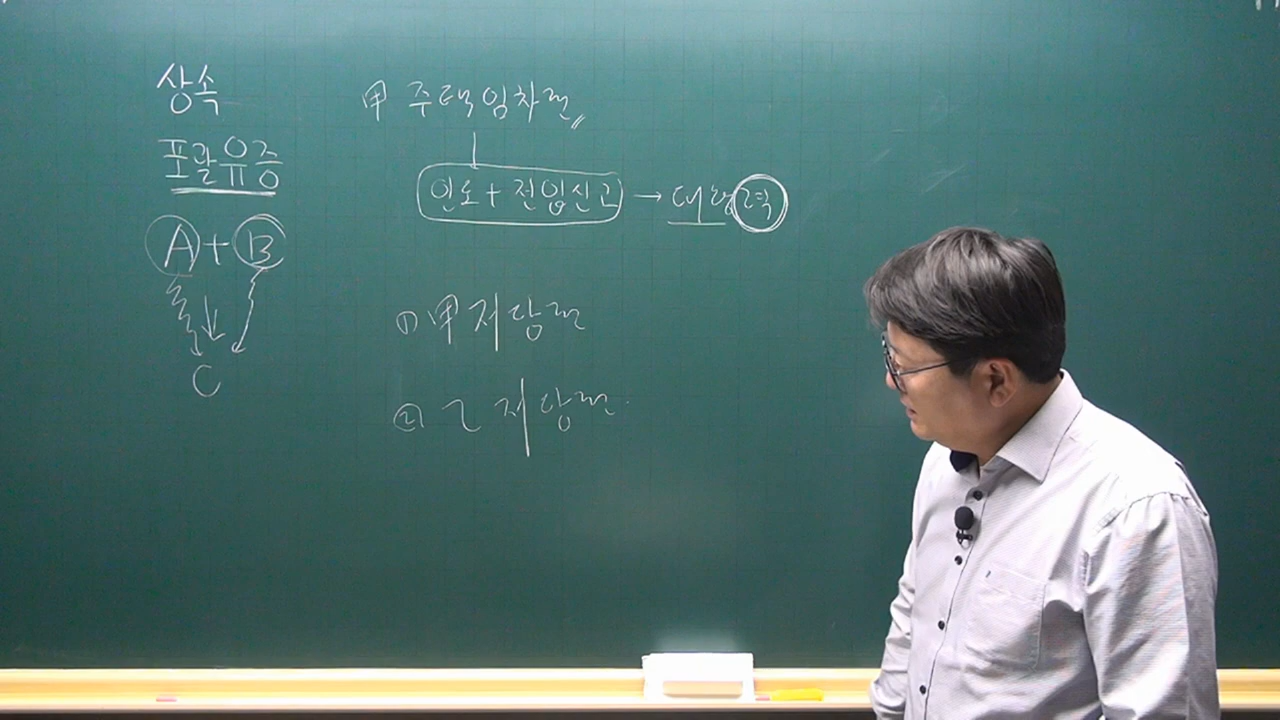 상속
포괄유증
A + B
C
甲 주택임차권
인도 + 전입신고 → 대항력
① 甲 저당권
② 乙 저당권